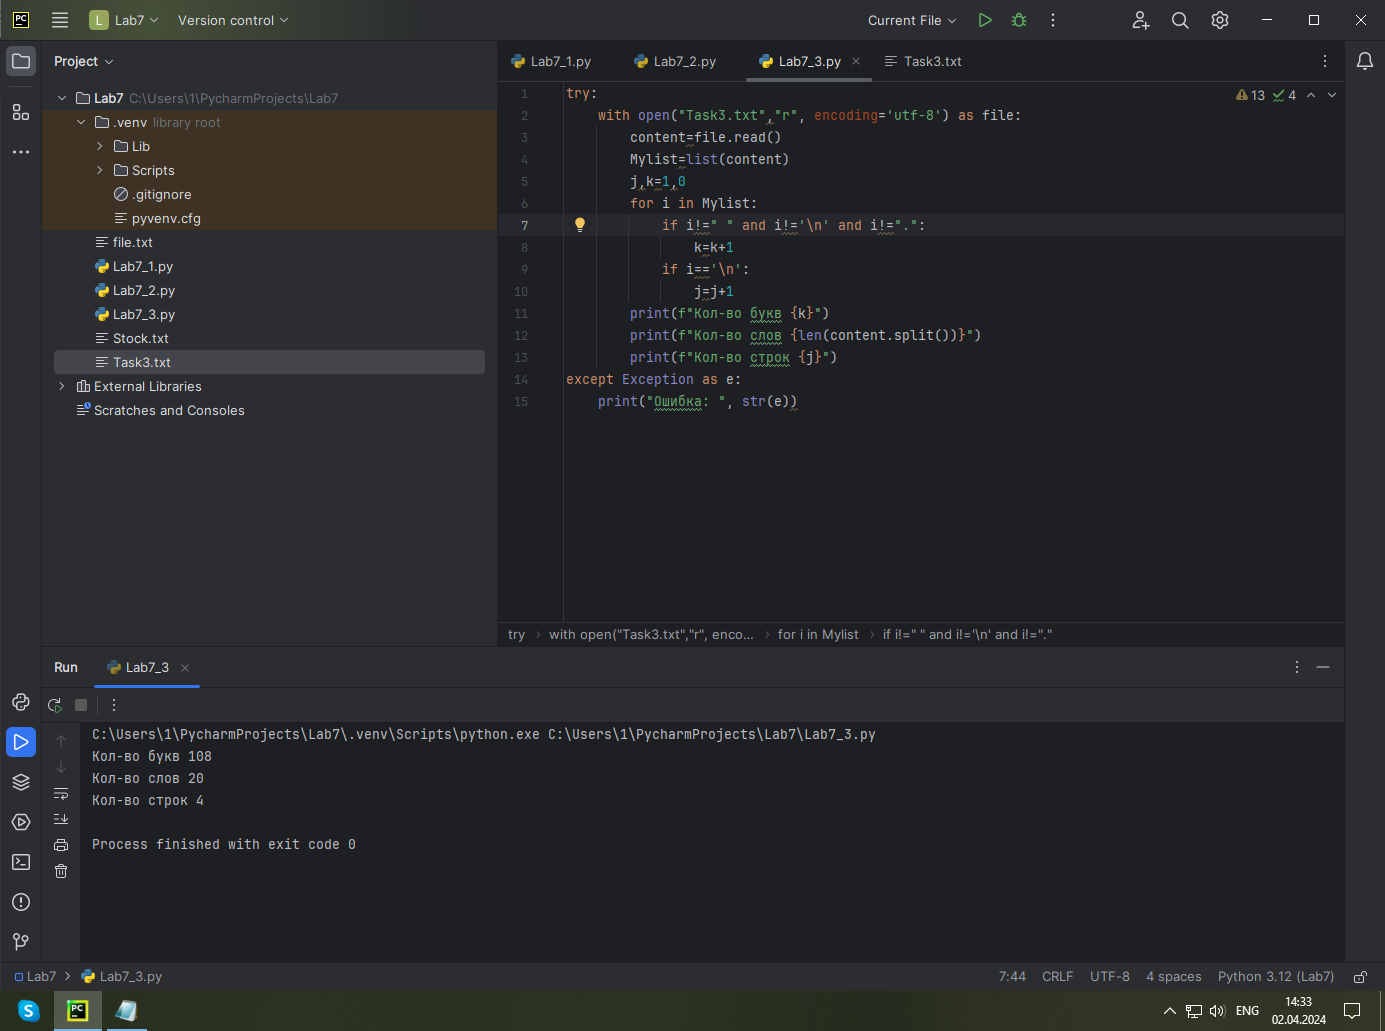 PC
L Lab7
Version control
Current File
Project
Lab7 C:\Users\1\PycharmProjects\Lab7
.venv library root
Lib
Scripts
.gitignore
pyvenv.cfg
file.txt
Lab7_1.py
Lab7_2.py
Lab7_3.py
Stock.txt
Task3.txt
External Libraries
Scratches and Consoles
Lab7_1.py
Lab7_2.py
Lab7_3.py
Task3.txt
13 4
1 try:
2 with open("Task3.txt","r", encoding='utf-8') as file:
3 content=file.read()
4 Mylist=list(content)
5 j,k=1,0
6 for i in Mylist:
7 if i!=" " and i!='\n' and i!=".":
8 k=k+1
9 if i=='\n':
10 j=j+1
11 print(f"Кол-во букв {k}")
12 print(f"Кол-во слов {len(content.split())}")
13 print(f"Кол-во строк {j}")
14 except Exception as e:
15 print("Ошибка: ", str(e))
try › with open("Task3.txt","r", enco... › for i in Mylist › if i!=" " and i!='\n' and i!="."
Run
Lab7_3
C:\Users\1\PycharmProjects\Lab7\.venv\Scripts\python.exe C:\Users\1\PycharmProjects\Lab7\Lab7_3.py
Кол-во букв 108
Кол-во слов 20
Кол-во строк 4
Process finished with exit code 0
Lab7 › Lab7_3.py
7:44 CRLF UTF-8 4 spaces Python 3.12 (Lab7)
S
PC
ENG
14:33
02.04.2024